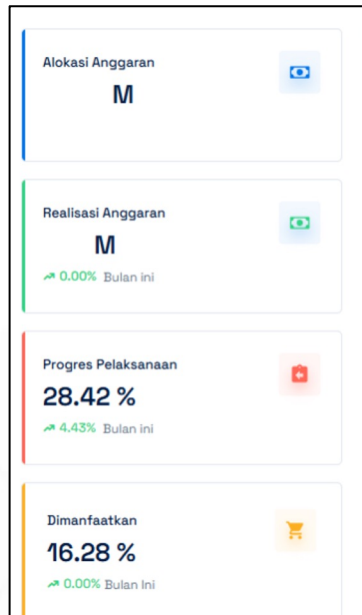 Alokasi Anggaran
M
Realisasi Anggaran
M
0.00% Bulan ini
Progres Pelaksanaan
28.42 %
4.43% Bulan ini
Dimanfaatkan
16.28 %
0.00% Bulan Ini